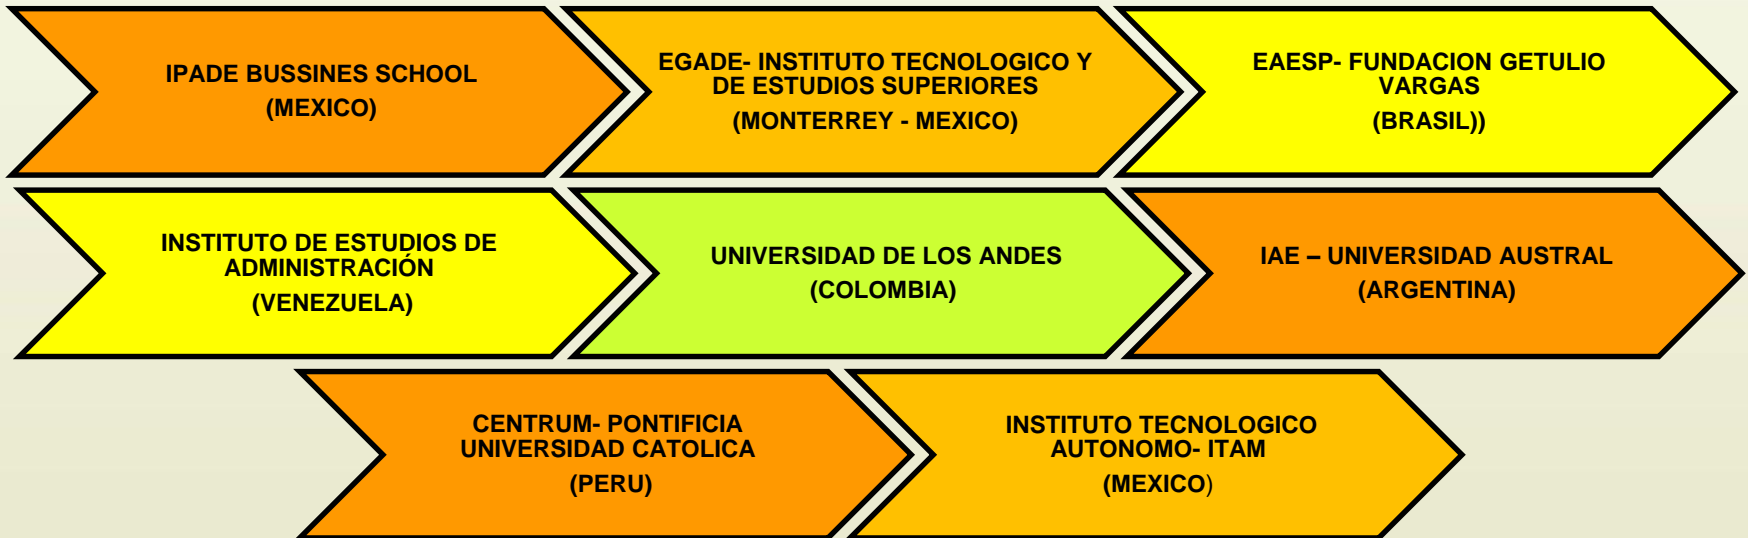 IPADE BUSSINES SCHOOL
(MEXICO)
EGADE- INSTITUTO TECNOLOGICO Y
DE ESTUDIOS SUPERIORES
(MONTERREY - MEXICO)
EAESP- FUNDACION GETULIO
VARGAS
(BRASIL))
INSTITUTO DE ESTUDIOS DE
ADMINISTRACIÓN
(VENEZUELA)
UNIVERSIDAD DE LOS ANDES
(COLOMBIA)
IAE – UNIVERSIDAD AUSTRAL
(ARGENTINA)
CENTRUM- PONTIFICIA
UNIVERSIDAD CATOLICA
(PERU)
INSTITUTO TECNOLOGICO
AUTONOMO- ITAM
(MEXICO)